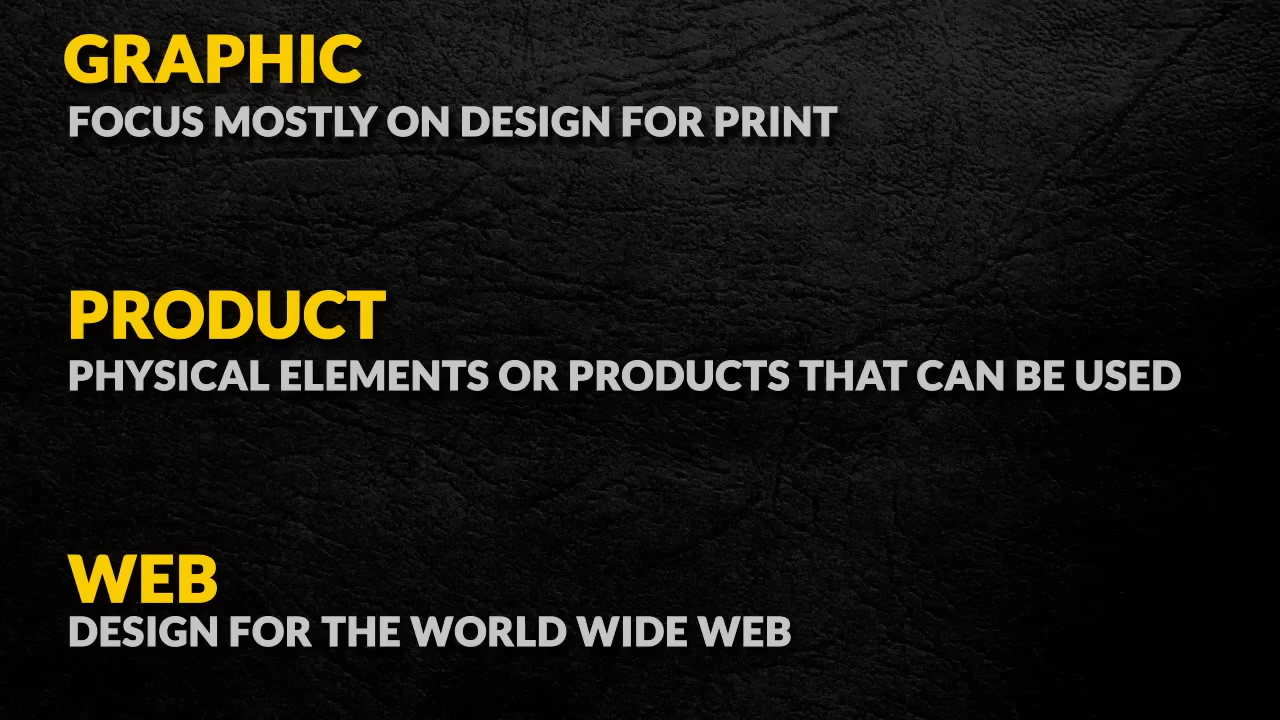 GRAPHIC
FOCUS MOSTLY ON DESIGN FOR PRINT
PRODUCT
PHYSICAL ELEMENTS OR PRODUCTS THAT CAN BE USED
WEB
DESIGN FOR THE WORLD WIDE WEB